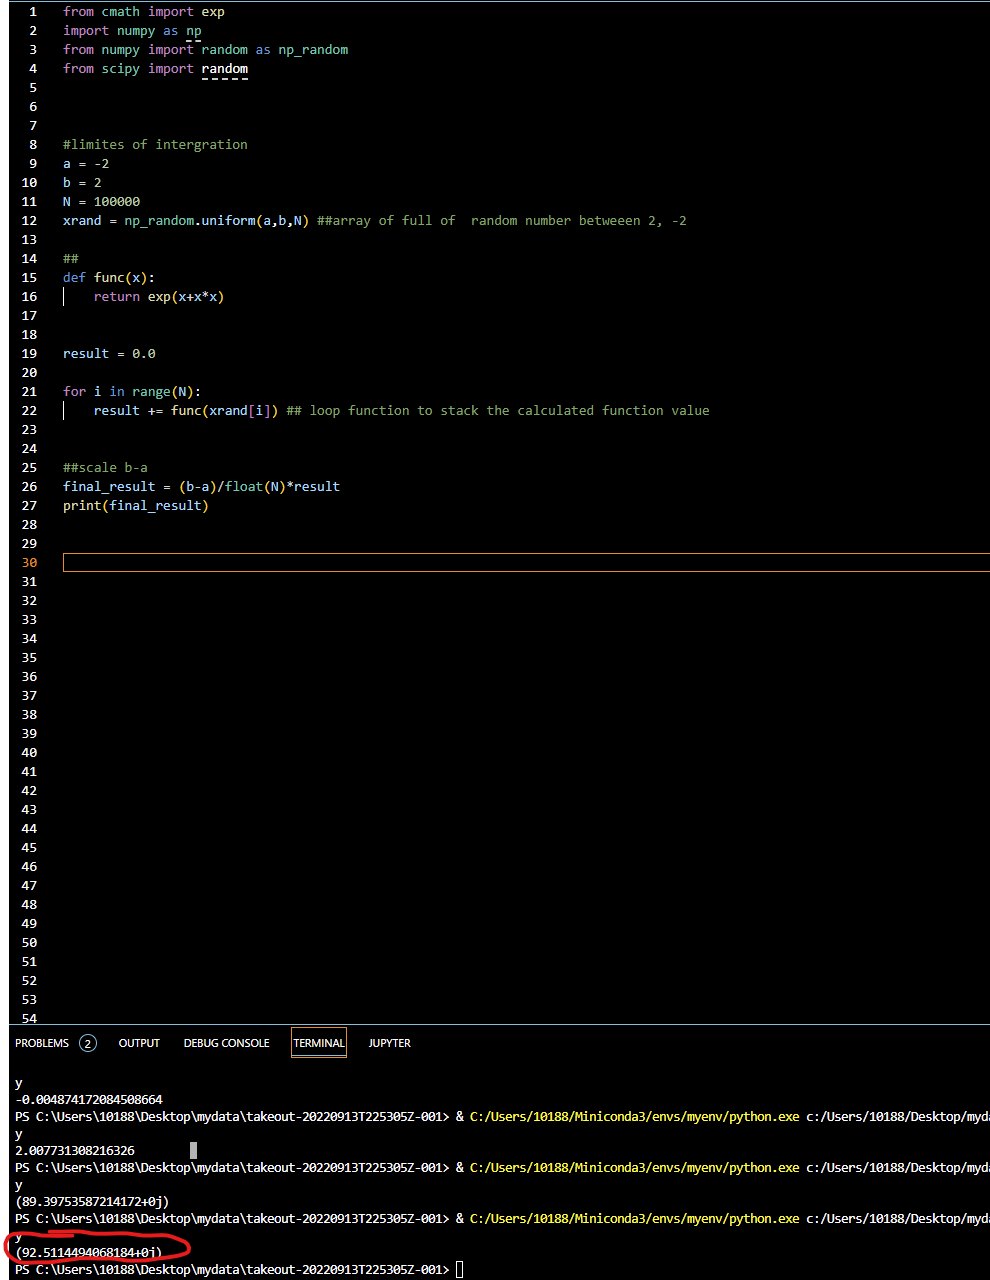 1 from cmath import exp
2 import numpy as np
3 from numpy import random as np_random
4 from scipy import random
5
6
7
8 #limites of intergration
9 a = -2
10 b = 2
11 N = 100000
12 xrand = np_random.uniform(a,b,N) ##array of full of  random number betweeen 2, -2
13
14 ##
15 def func(x):
16     return exp(x+x*x)
17
18
19 result = 0.0
20
21 for i in range(N):
22     result += func(xrand[i]) ## loop function to stack the calculated function value
23
24
25 ##scale b-a
26 final_result = (b-a)/float(N)*result
27 print(final_result)
28
29
30
31
32
33
34
35
36
37
38
39
40
41
42
43
44
45
46
47
48
49
50
51
52
53
54
PROBLEMS 2 OUTPUT DEBUG CONSOLE TERMINAL JUPYTER
y
-0.004874172084508664
PS C:\Users\10188\Desktop\mydata\takeout-20220913T225305Z-001> & C:/Users/10188/Miniconda3/envs/myenv/python.exe c:/Users/10188/Desktop/myda
y
2.007731308216326
PS C:\Users\10188\Desktop\mydata\takeout-20220913T225305Z-001> & C:/Users/10188/Miniconda3/envs/myenv/python.exe c:/Users/10188/Desktop/myda
y
(89.39753587214172+0j)
PS C:\Users\10188\Desktop\mydata\takeout-20220913T225305Z-001> & C:/Users/10188/Miniconda3/envs/myenv/python.exe c:/Users/10188/Desktop/myda
y
(92.5114494068184+0j)
PS C:\Users\10188\Desktop\mydata\takeout-20220913T225305Z-001>